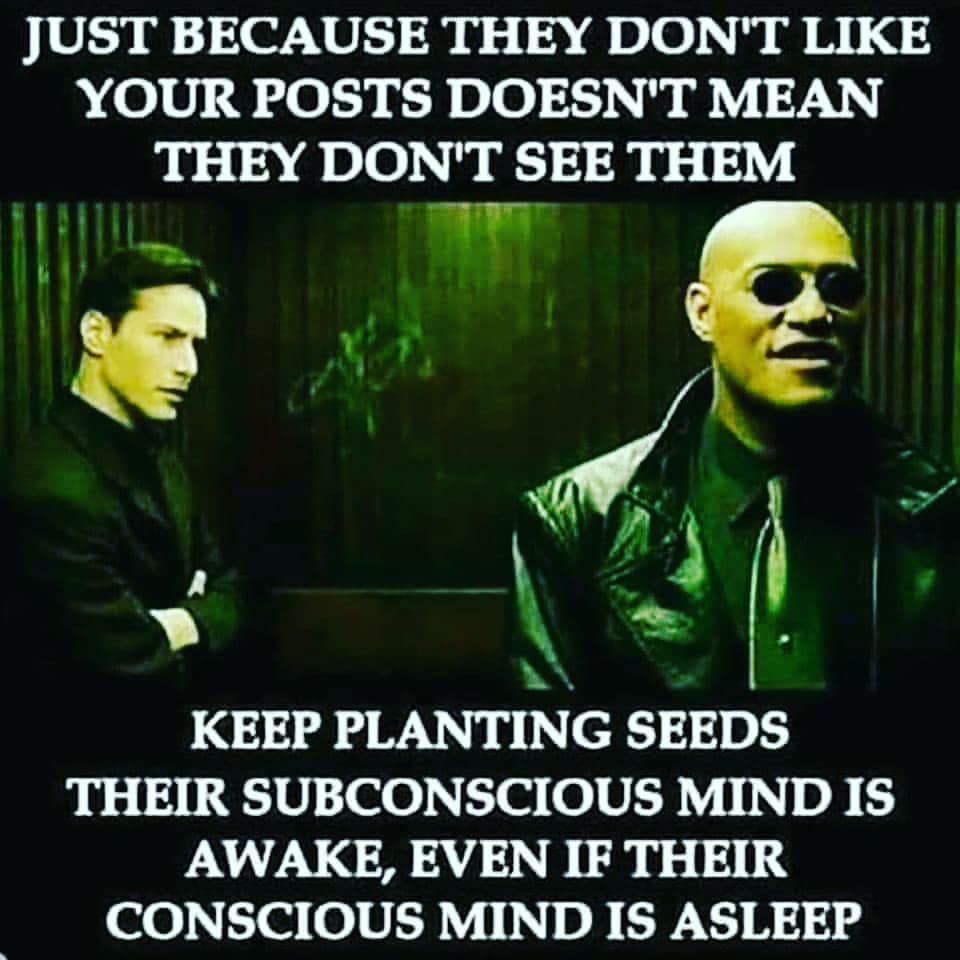 JUST BECAUSE THEY DON'T LIKE
YOUR POSTS DOESN'T MEAN
THEY DON'T SEE THEM
KEEP PLANTING SEEDS
THEIR SUBCONSCIOUS MIND IS
AWAKE, EVEN IF THEIR
CONSCIOUS MIND IS ASLEEP